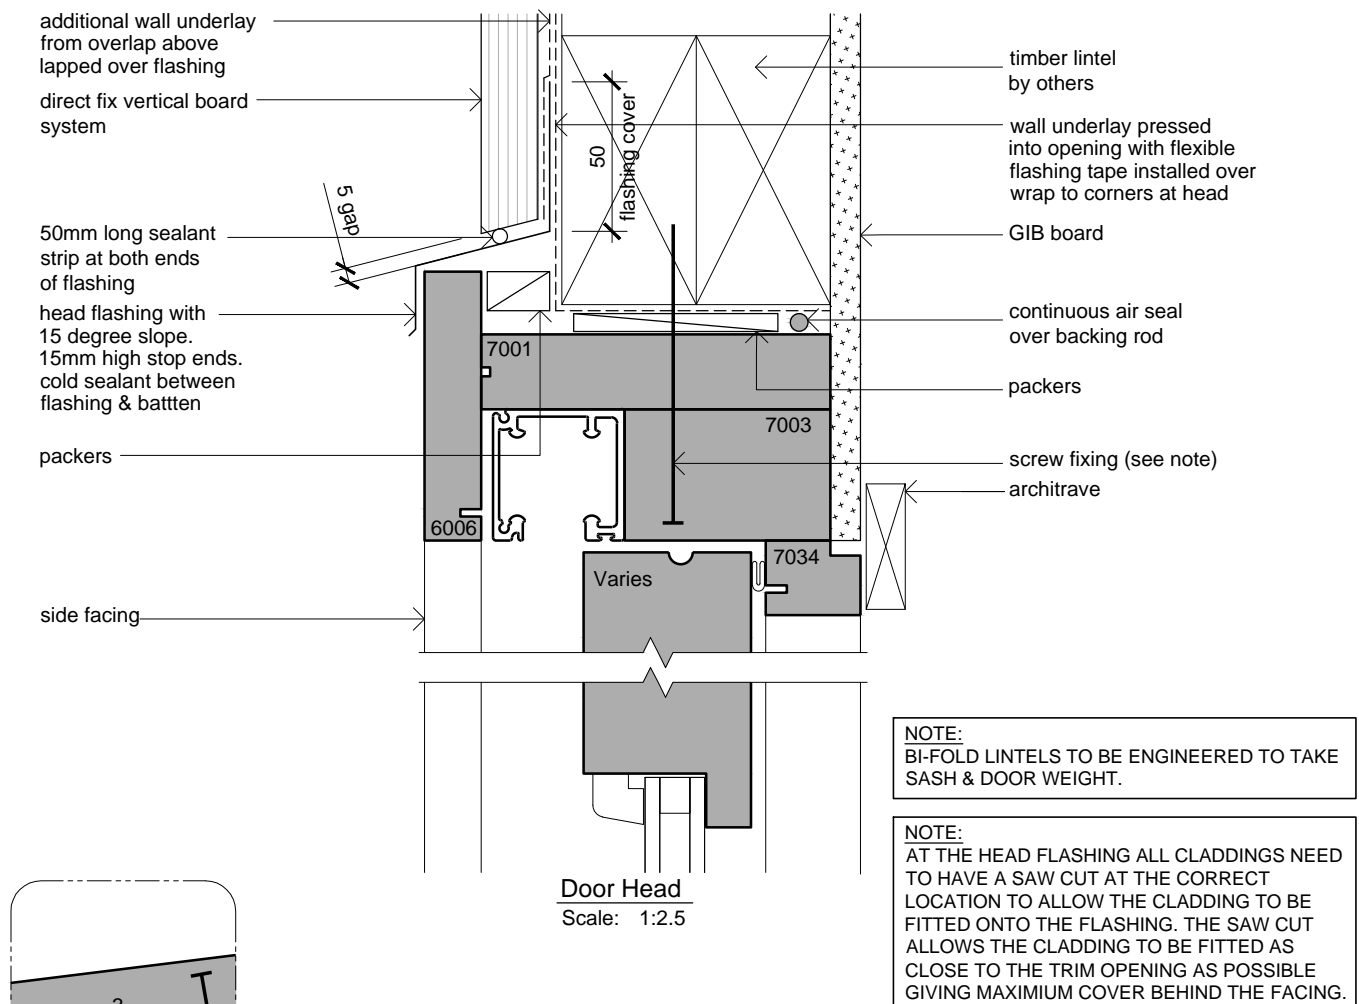 additional wall underlay
from overlap above
lapped over flashing
direct fix vertical board
system
5 gap
50mm long sealant
strip at both ends
of flashing
head flashing with
15 degree slope.
15mm high stop ends.
cold sealant between
flashing & battten
packers
side facing
50
flashing cover
timber lintel
by others
wall underlay pressed
into opening with flexible
flashing tape installed over
wrap to corners at head
GIB board
continuous air seal
over backing rod
packers
screw fixing (see note)
architrave
7001
7003
6006
7034
Varies
Door Head
Scale: 1:2.5
NOTE:
BI-FOLD LINTELS TO BE ENGINEERED TO TAKE
SASH & DOOR WEIGHT.
NOTE:
AT THE HEAD FLASHING ALL CLADDINGS NEED
TO HAVE A SAW CUT AT THE CORRECT
LOCATION TO ALLOW THE CLADDING TO BE
FITTED ONTO THE FLASHING. THE SAW CUT
ALLOWS THE CLADDING TO BE FITTED AS
CLOSE TO THE TRIM OPENING AS POSSIBLE
GIVING MAXIMIUM COVER BEHIND THE FACING.